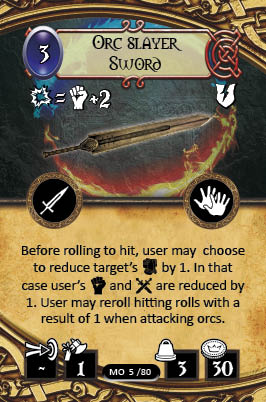 3
Orc slayer
Sword
= +2
Before rolling to hit, user may choose
to reduce target's by 1. In that
case user's and are reduced by
1. User may reroll hitting rolls with a
result of 1 when attacking orcs.
~ 1 MO 5 /80 3 30